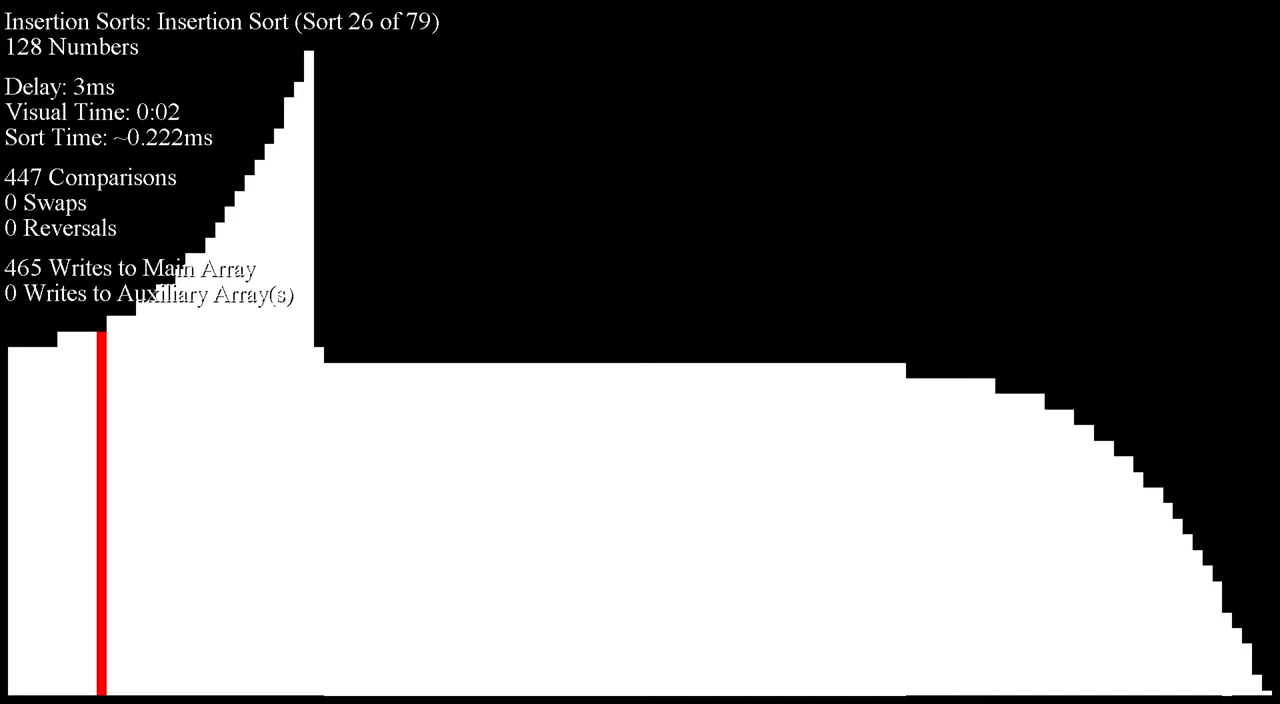 Insertion Sorts: Insertion Sort (Sort 26 of 79)
128 Numbers
Delay: 3ms
Visual Time: 0:02
Sort Time: ~0.222ms
447 Comparisons
0 Swaps
0 Reversals
465 Writes to Main Array
0 Writes to Auxiliary Array(s)